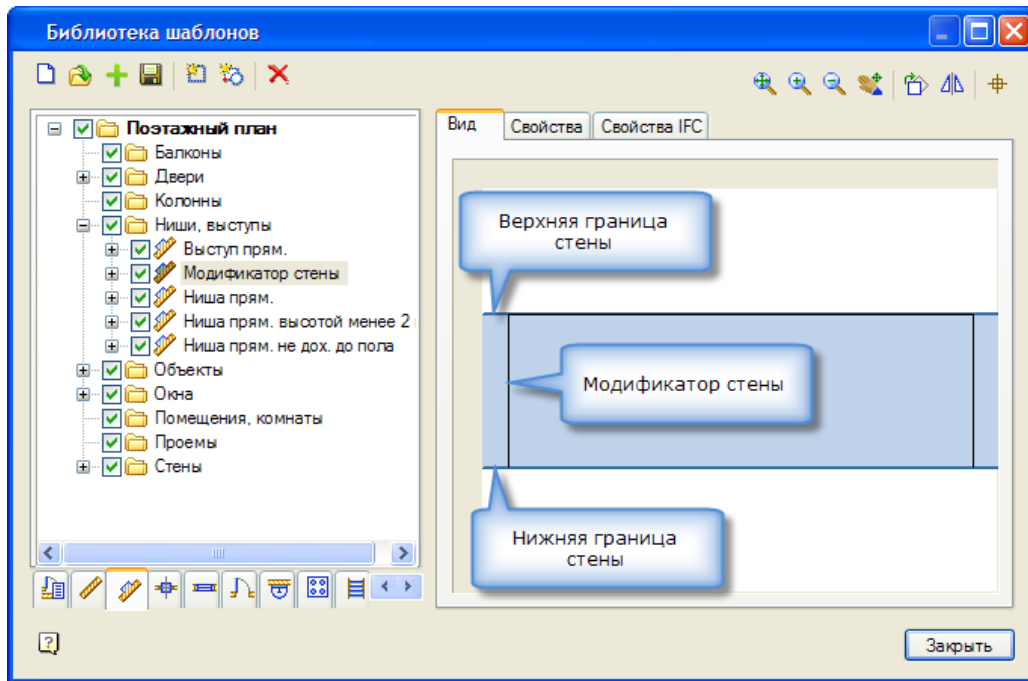 Библиотека шаблонов
Поэтажный план
Балконы
Двери
Колонны
Ниши, выступы
Выступ прям.
Модификатор стены
Ниша прям.
Ниша прям. высотой менее 2
Ниша прям. не дох. до пола
Объекты
Окна
Помещения, комнаты
Проемы
Стены
Вид
Свойства
Свойства IFC
Верхняя граница
стены
Модификатор стены
Нижняя граница
стены
Закрыть